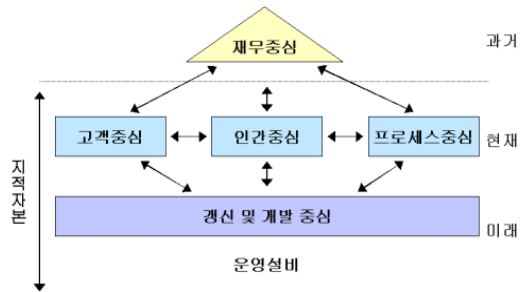 재무중심
과거
고객중심
인간중심
프로세스중심
현재
지적자본
갱신 및 개발 중심
미래
운영설비